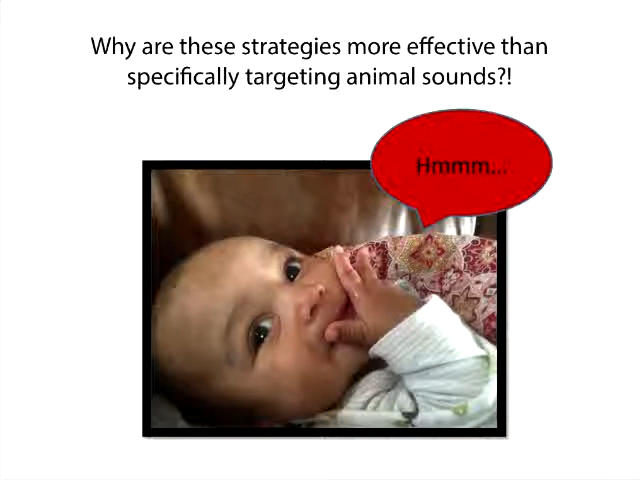 Why are these strategies more effective than
specifically targeting animal sounds?!
Hmmm...